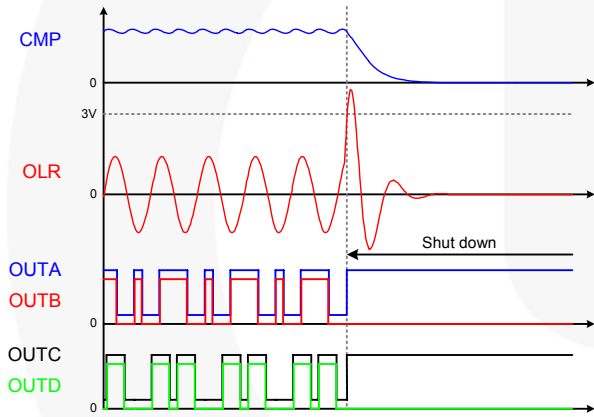 CMP
0
3V
OLR
0
Shut down
OUTA
OUTB
0
OUTC
OUTD
0